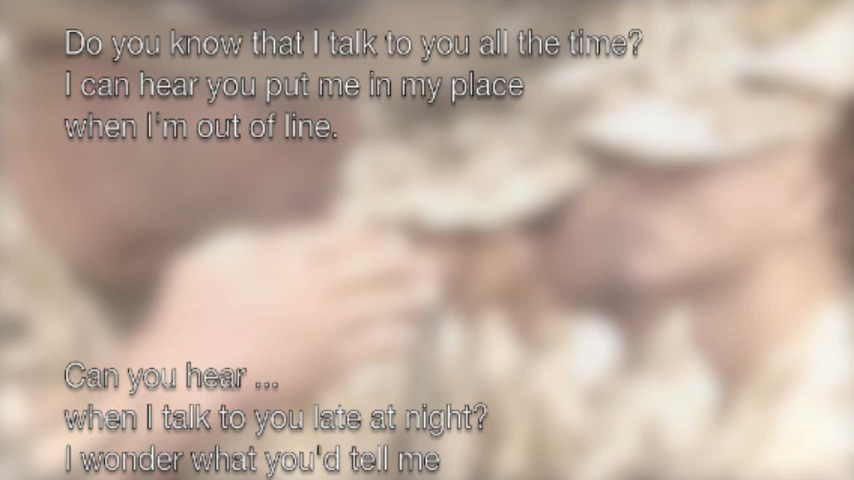 Do you know that I talk to you all the time?
I can hear you put me in my place
when I'm out of line.
Can you hear ...
when I talk to you late at night?
I wonder what you'd tell me